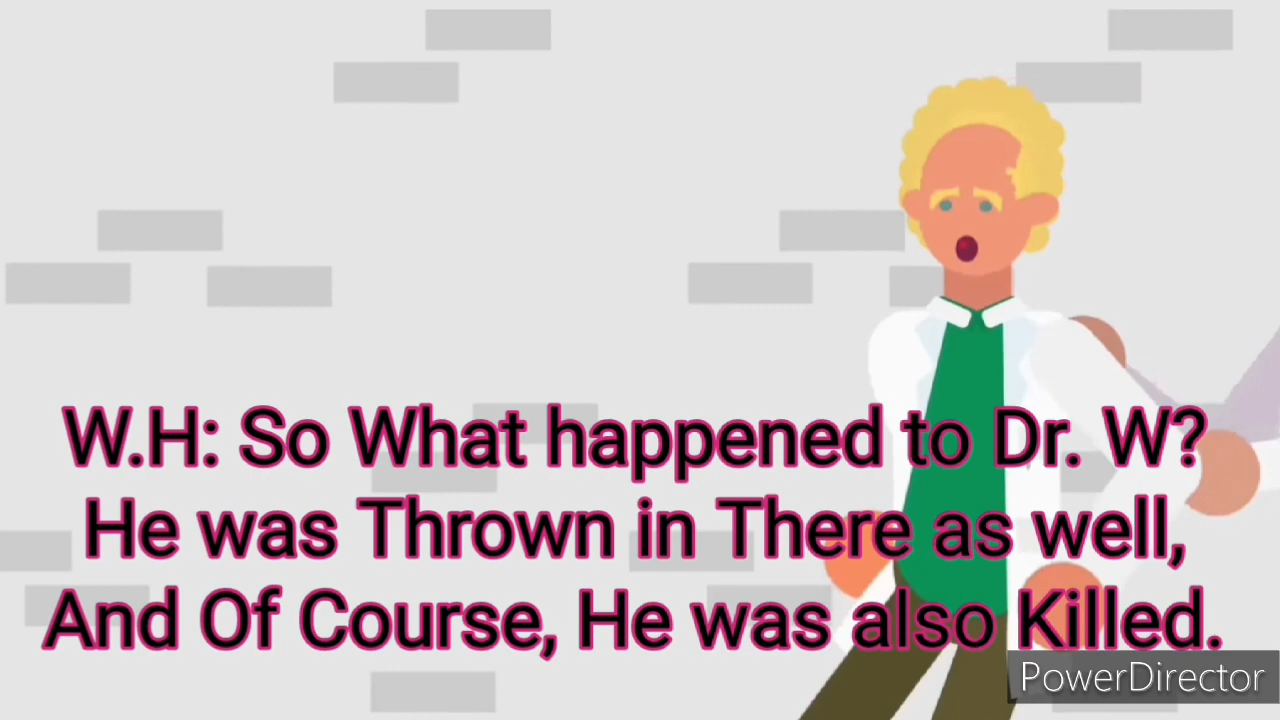 W.H: So What happened to Dr. W?
He was Thrown in There as well,
And Of Course, He was also Killed.
PowerDirector